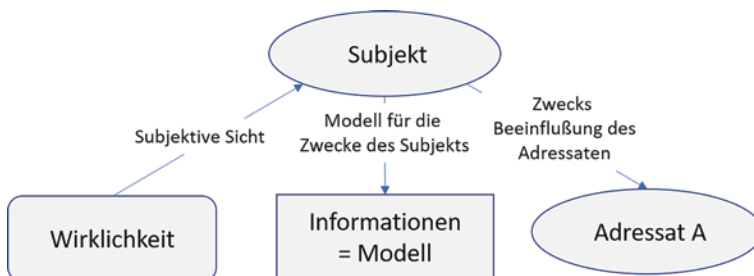 Subjekt
Subjektive Sicht
Modell für die
Zwecke des Subjekts
Zwecks
Beeinflußung des
Adressaten
Wirklichkeit
Informationen
= Modell
Adressat A